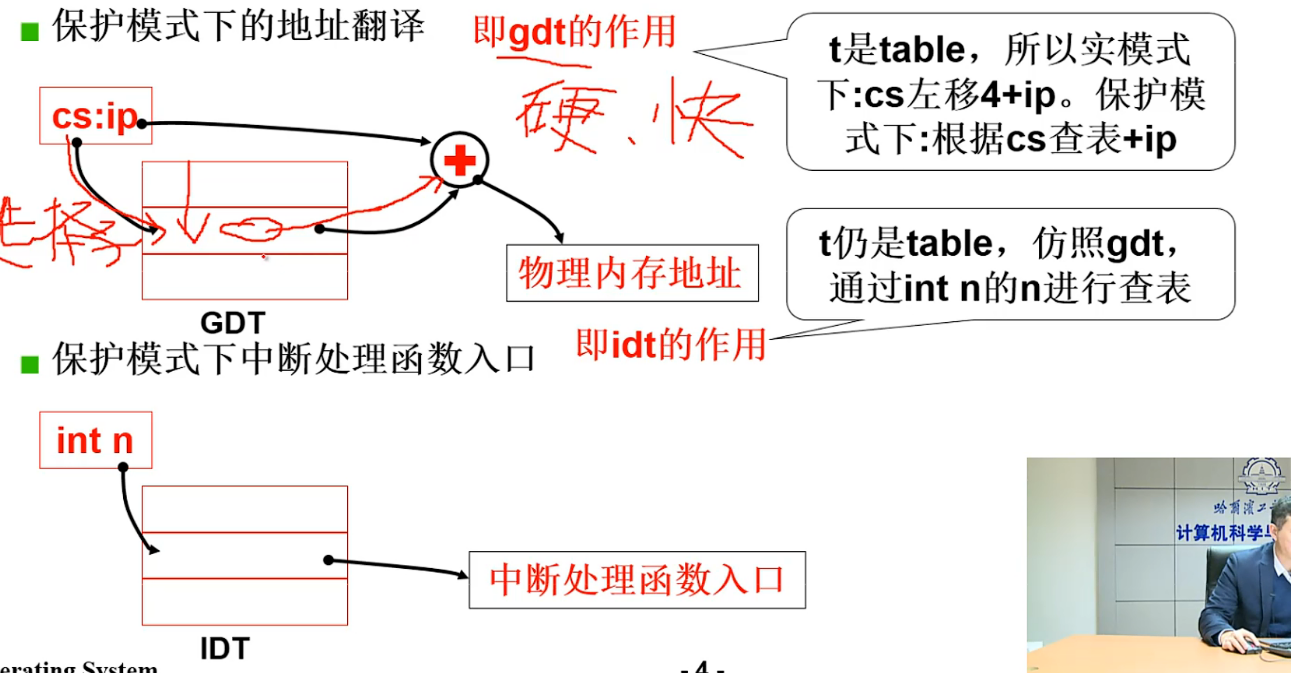 保护模式下的地址翻译
即gdt的作用
硬、快
t是table，所以实模式
下:cs左移4+ip。保护模
式下:根据cs查表+ip
cs:ip
选择子
GDT
物理内存地址
t仍是table，仿照gdt，
通过int n的n进行查表
即idt的作用
保护模式下中断处理函数入口
int n
中断处理函数入口
IDT
erating System
- 4 -
哈尔滨工
计算机科学与